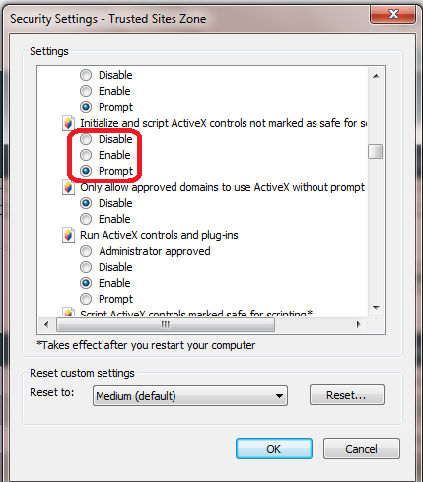 Security Settings - Trusted Sites Zone
Settings
Disable
Enable
Prompt
Initialize and script ActiveX controls not marked as safe for s
Disable
Enable
Prompt
Only allow approved domains to use ActiveX without prompt
Disable
Enable
Run ActiveX controls and plug-ins
Administrator approved
Disable
Enable
Prompt
Script ActiveX controls marked safe for scripting*
*Takes effect after you restart your computer
Reset custom settings
Reset to:
Medium (default)
Reset...
OK
Cancel